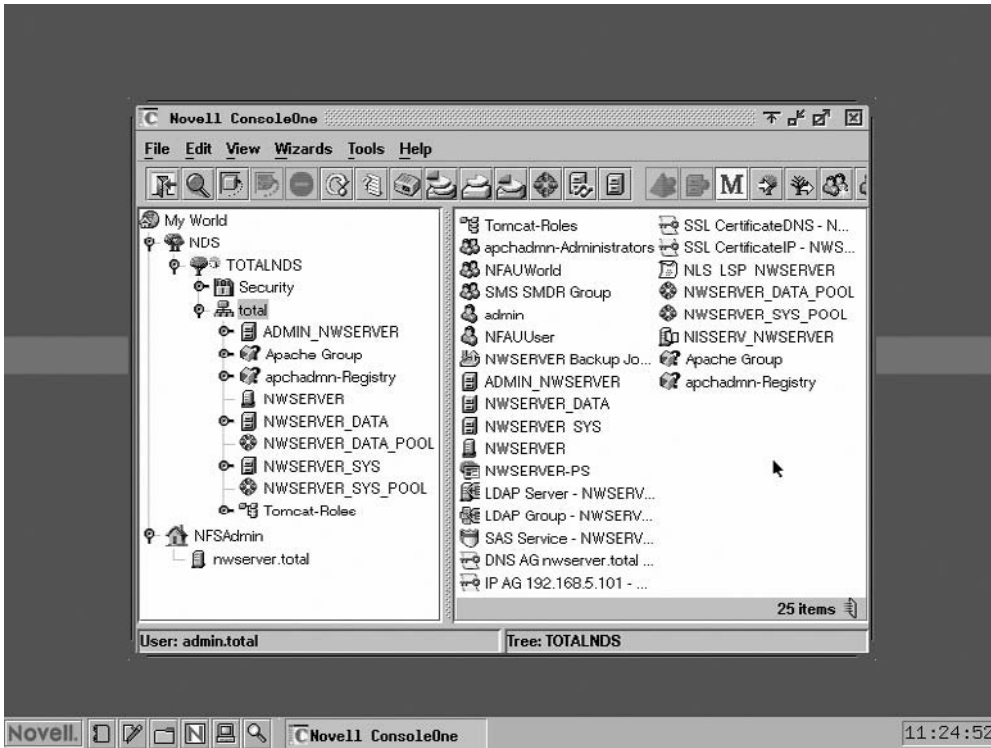 Novell ConsoleOne
File Edit View Wizards Tools Help
M
My World
NDS
TOTALNDS
Security
total
ADMIN_NWSERVER
Apache Group
apchadmn-Registry
NWSERVER
NWSERVER_DATA
NWSERVER_DATA_POOL
NWSERVER_SYS
NWSERVER_SYS_POOL
Tomcat-Roles
NFSAdmin
nwserver.total
Tomcat-Roles
apchadmn-Administrators
NFAUWorld
SMS SMDR Group
admin
NFAUUser
NWSERVER Backup Jo...
ADMIN_NWSERVER
NWSERVER_DATA
NWSERVER_SYS
NWSERVER
NWSERVER-PS
LDAP Server - NWSERV...
LDAP Group - NWSERV...
SAS Service - NWSERV...
DNS AG nwserver.total ...
IP AG 192.168.5.101 - ...
SSL CertificateDNS - N...
SSL CertificateIP - NWS...
NLS_LSP_NWSERVER
NWSERVER_DATA_POOL
NWSERVER_SYS_POOL
NISSERV_NWSERVER
Apache Group
apchadmn-Registry
25 items
User: admin.total
Tree: TOTALNDS
Novell. N Novell ConsoleOne 11:24:52